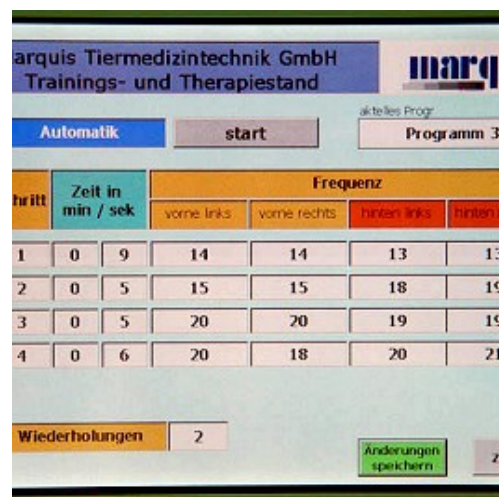 arquis Tiermedizintechnik GmbH
marq
Trainings- und Therapiestand
aktelles Progr
Automatik start Programm 3
hritt Zeit in min / sek Frequenz
vorne links vorne rechts hinten links hinten
1 0 9 14 14 13 13
2 0 5 15 15 18 19
3 0 5 20 20 19 19
4 0 6 20 18 20 21
Wiederholungen 2
Änderungen
speichern
z